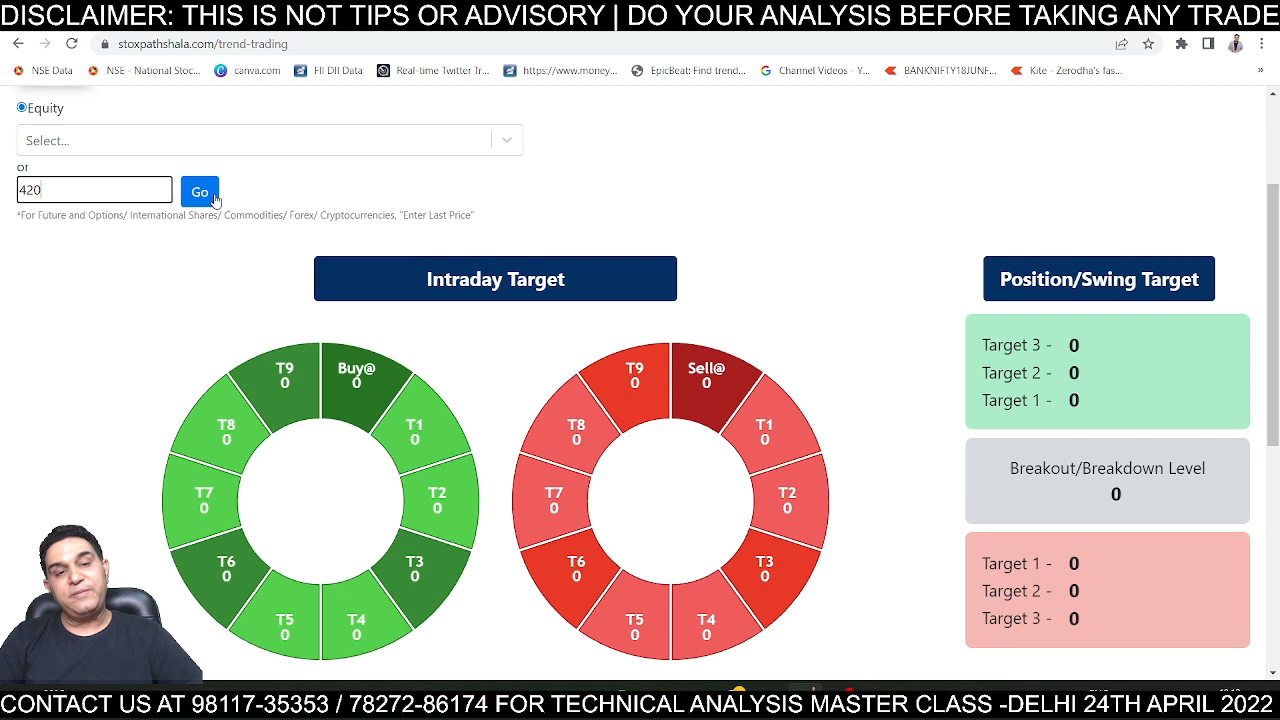 DISCLAIMER: THIS IS NOT TIPS OR ADVISORY | DO YOUR ANALYSIS BEFORE TAKING ANY TRADE
stoxpathshala.com/trend-trading
NSE Data
NSE - National Stoc...
canva.com
FII DII Data
Real-time Twitter Tr...
https://www.money...
EpicBeat: Find trend...
Channel Videos - Y...
BANKNIFTY18JUNF...
Kite - Zerodha's fas...
»
Equity
Select...
or
420
Go
*For Future and Options/ International Shares/ Commodities/ Forex/ Cryptocurrencies, "Enter Last Price"
Intraday Target
Buy@
0
T1
0
T2
0
T3
0
T4
0
T5
0
T6
0
T7
0
T8
0
T9
0
Sell@
0
T1
0
T2
0
T3
0
T4
0
T5
0
T6
0
T7
0
T8
0
T9
0
Position/Swing Target
Target 3 - 0
Target 2 - 0
Target 1 - 0
Breakout/Breakdown Level
0
Target 1 - 0
Target 2 - 0
Target 3 - 0
CONTACT US AT 98117-35353 / 78272-86174 FOR TECHNICAL ANALYSIS MASTER CLASS -DELHI 24TH APRIL 2022